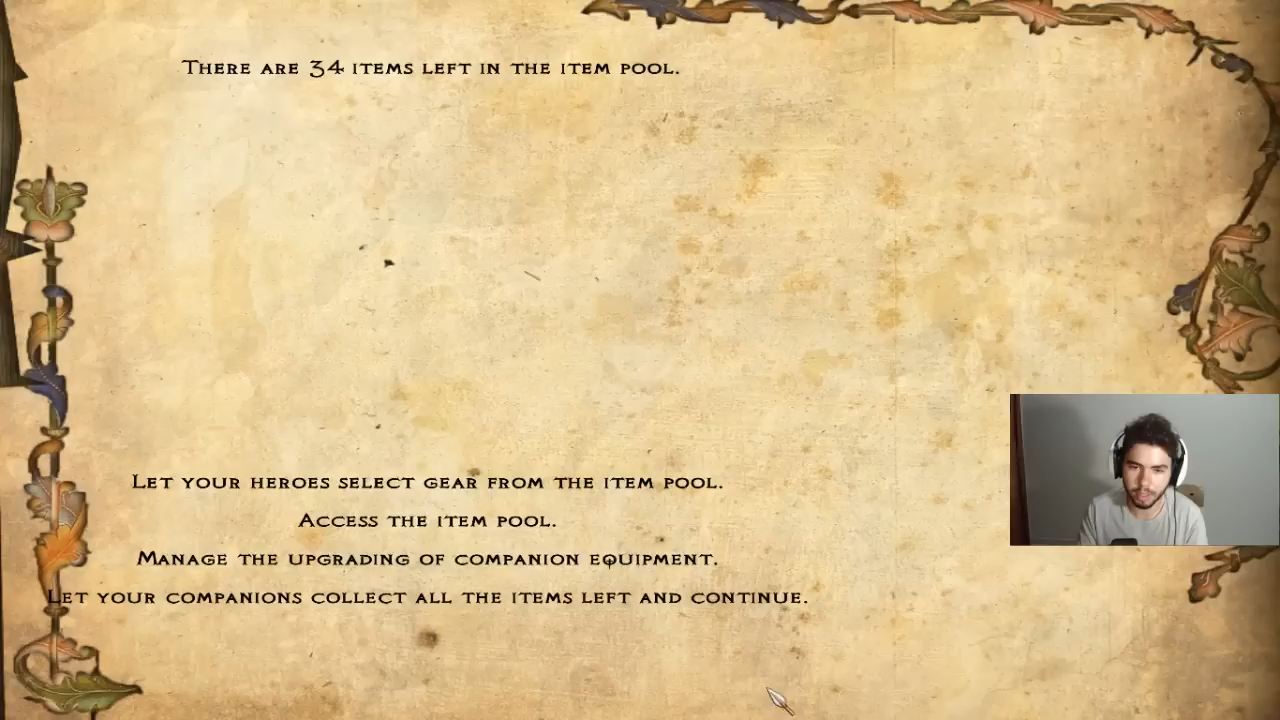 There are 34 items left in the item pool.
Let your heroes select gear from the item pool.
Access the item pool.
Manage the upgrading of companion equipment.
Let your companions collect all the items left and continue.